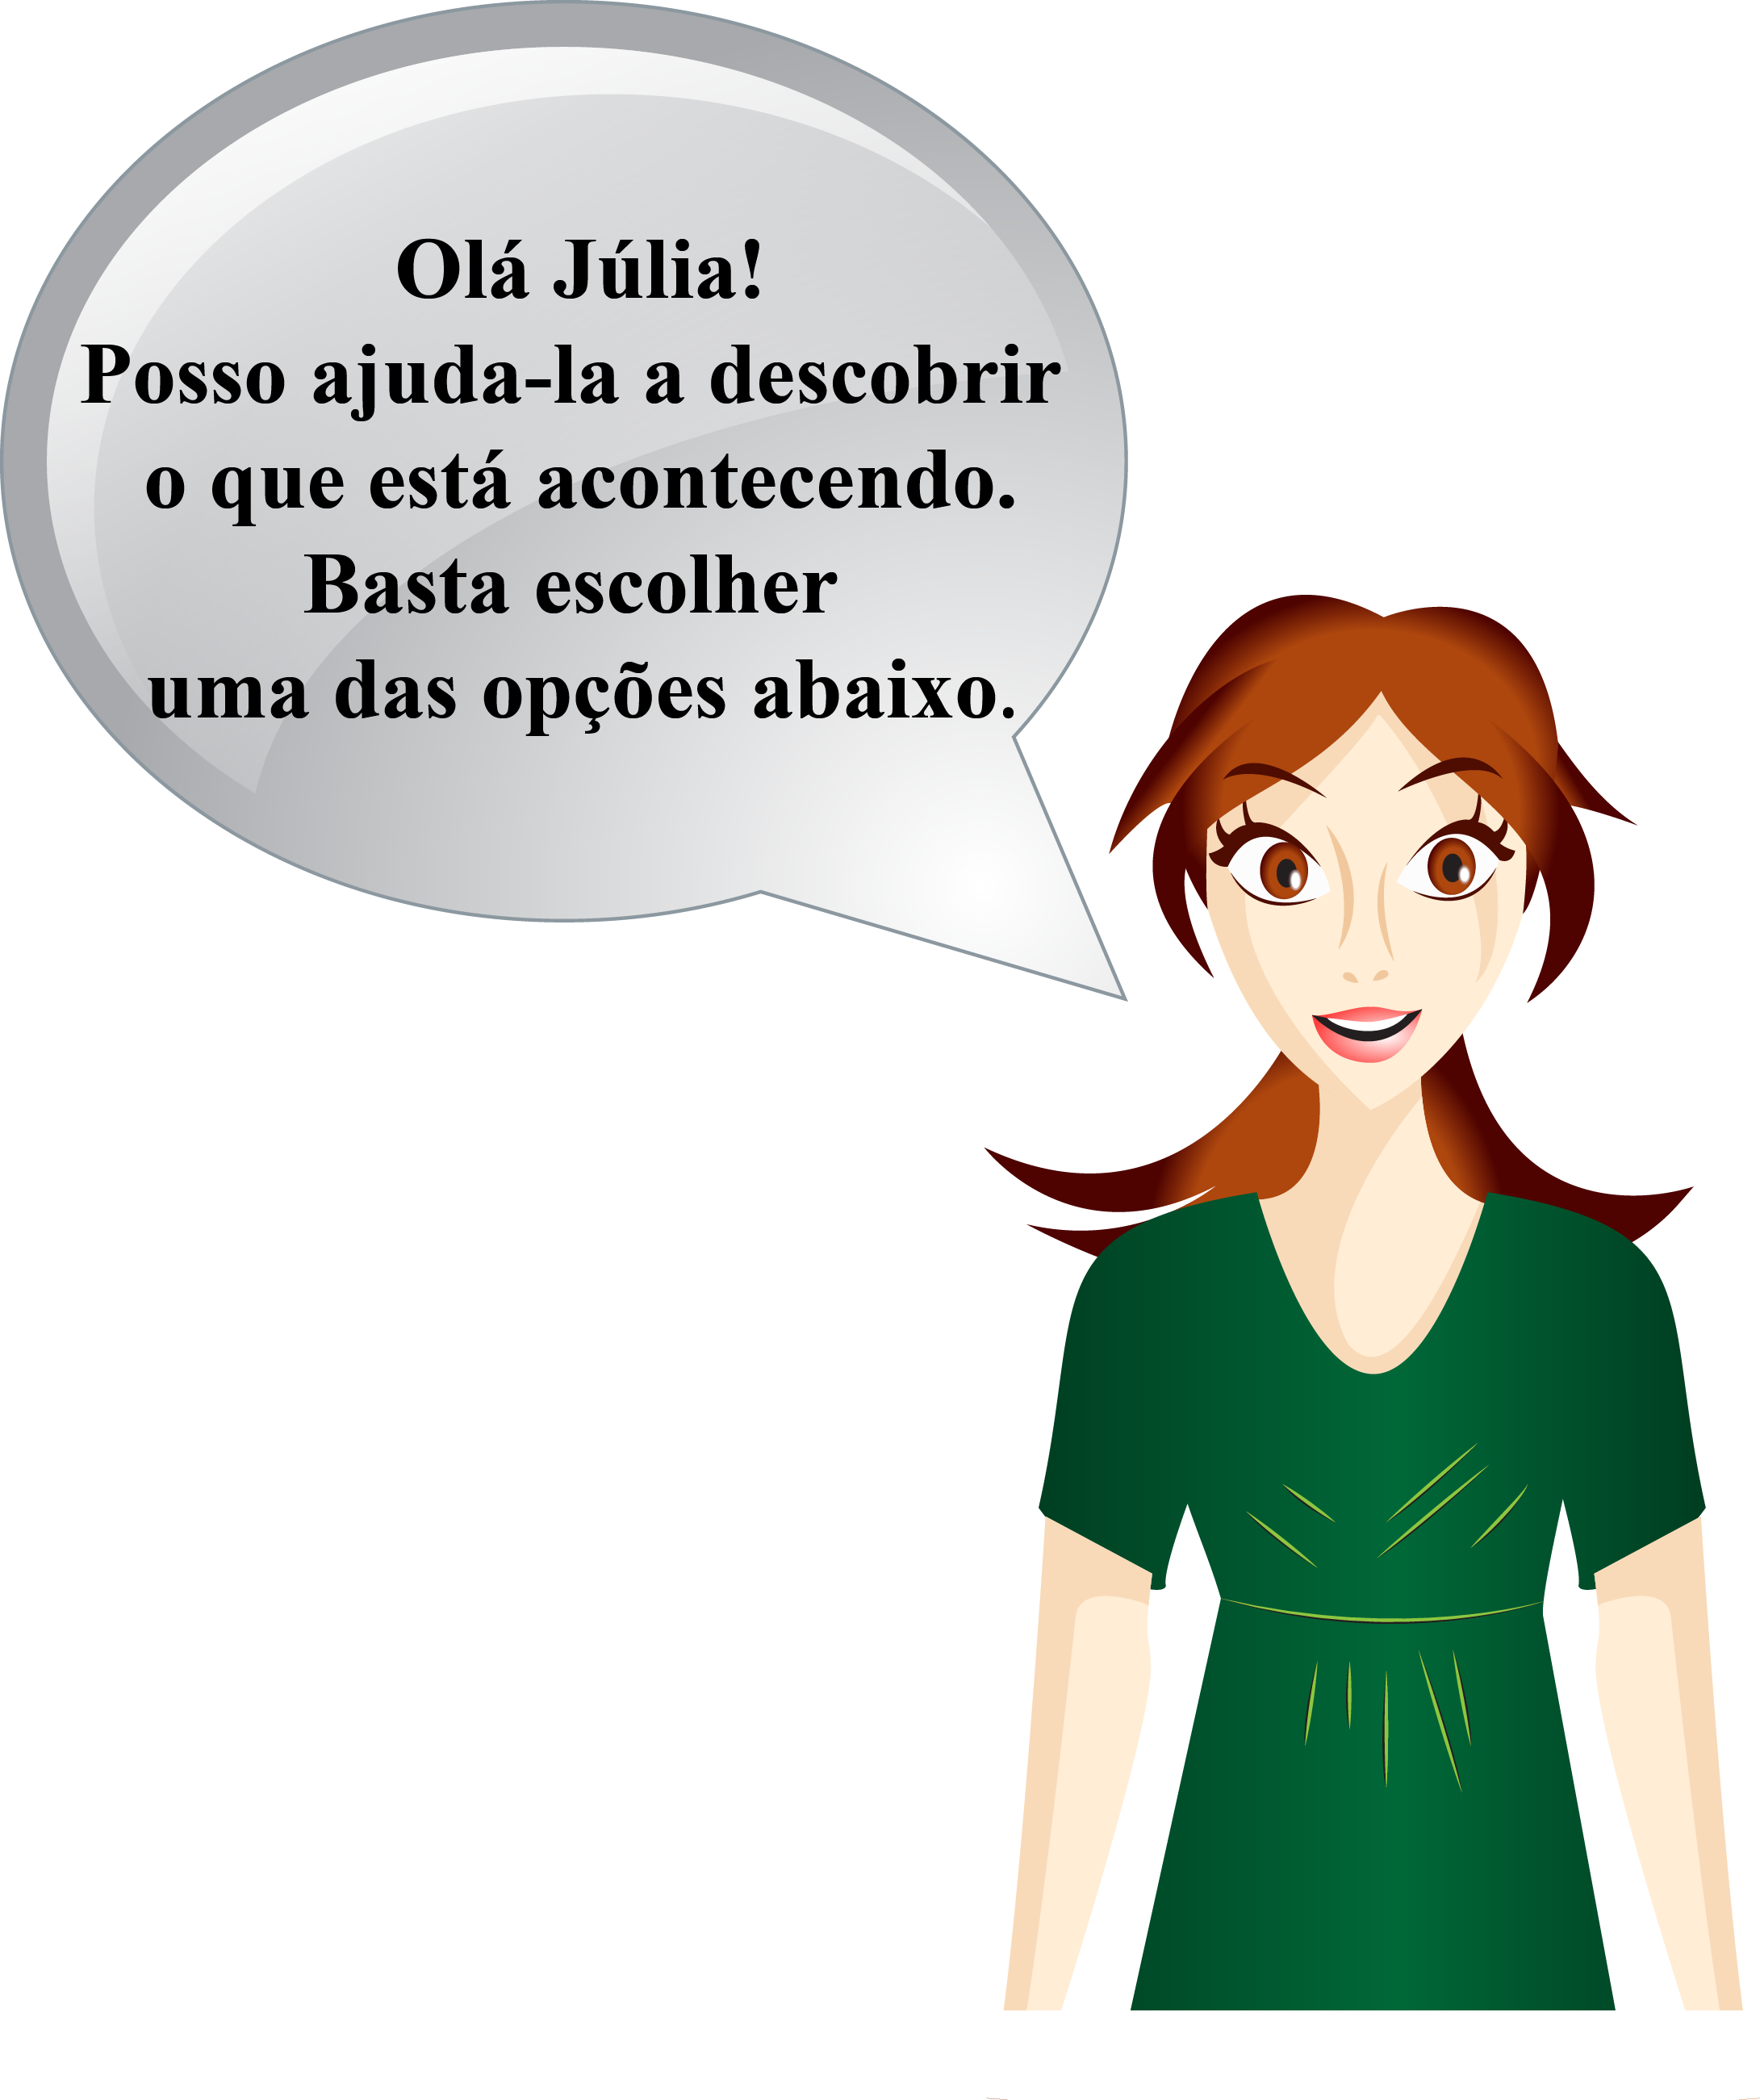 Olá Júlia!
Posso ajuda-la a descobrir
o que está acontecendo.
Basta escolher
uma das opções abaixo.